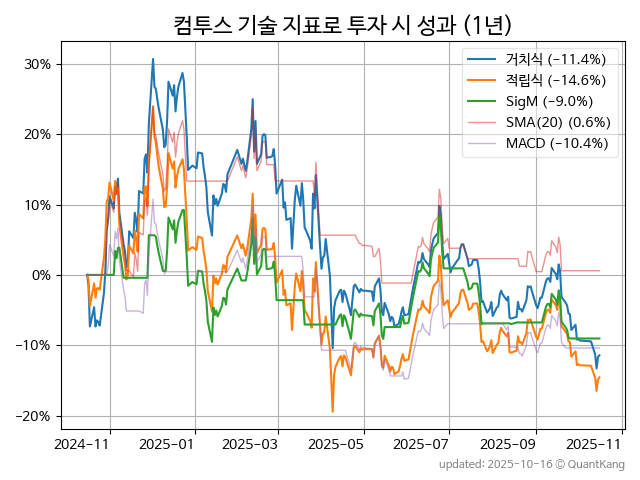 컴투스 기술 지표로 투자 시 성과 (1년)
거치식 (−11.4%)
적립식 (−14.6%)
SigM (−9.0%)
SMA(20) (0.6%)
MACD (−10.4%)
30%
20%
10%
0%
−10%
−20%
2024-11 2025-01 2025-03 2025-05 2025-07 2025-09 2025-11
updated: 2025-10-16 © QuantKang